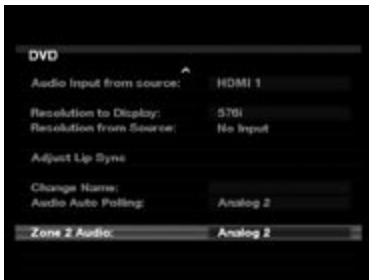 DVD
Audio Input from source: HDMI 1
Resolution to Display: 576i
Resolution from Source: No Input
Adjust Lip Sync
Change Name:
Audio Auto Polling: Analog 2
Zone 2 Audio: Analog 2